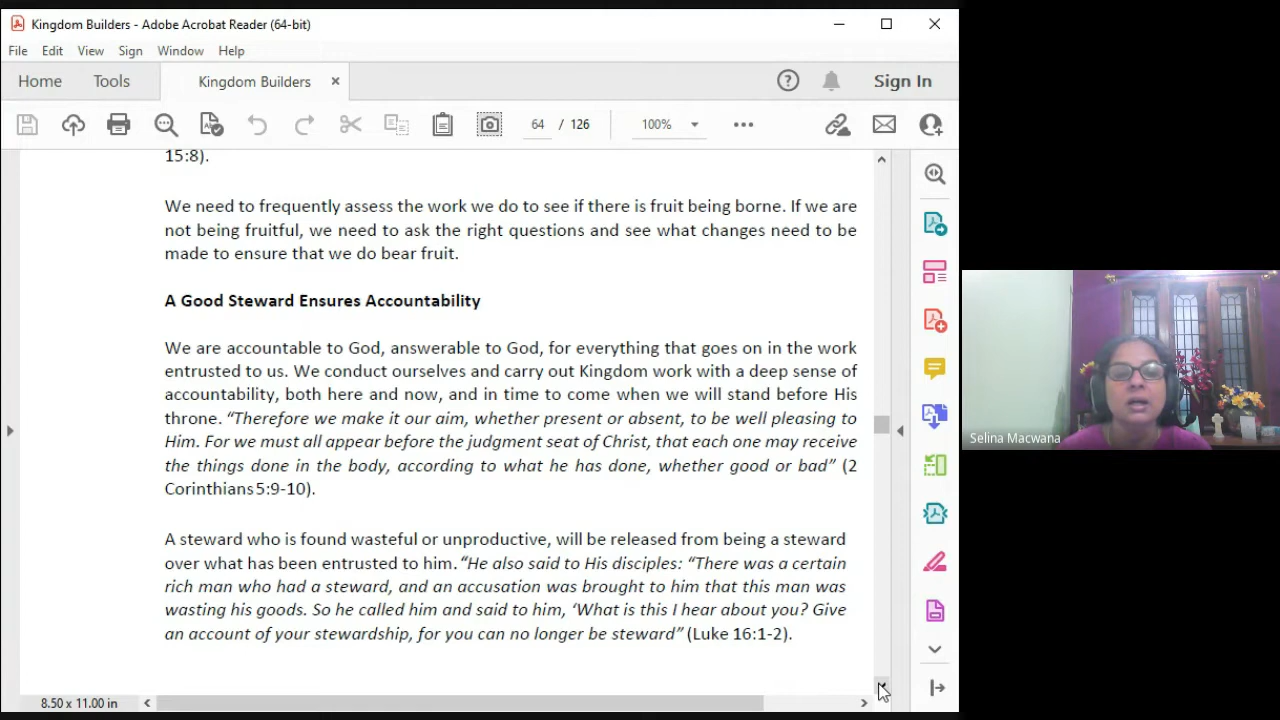 Kingdom Builders - Adobe Acrobat Reader (64-bit)
File Edit View Sign Window Help
Home Tools Kingdom Builders × Sign In
64 / 126 100%
15:8).
We need to frequently assess the work we do to see if there is fruit being borne. If we are
not being fruitful, we need to ask the right questions and see what changes need to be
made to ensure that we do bear fruit.
A Good Steward Ensures Accountability
We are accountable to God, answerable to God, for everything that goes on in the work
entrusted to us. We conduct ourselves and carry out Kingdom work with a deep sense of
accountability, both here and now, and in time to come when we will stand before His
throne. “Therefore we make it our aim, whether present or absent, to be well pleasing to
Him. For we must all appear before the judgment seat of Christ, that each one may receive
the things done in the body, according to what he has done, whether good or bad” (2
Corinthians 5:9-10).
A steward who is found wasteful or unproductive, will be released from being a steward
over what has been entrusted to him. “He also said to His disciples: “There was a certain
rich man who had a steward, and an accusation was brought to him that this man was
wasting his goods. So he called him and said to him, ‘What is this I hear about you? Give
an account of your stewardship, for you can no longer be steward” (Luke 16:1-2).
8.50 x 11.00 in
Selina Macwana